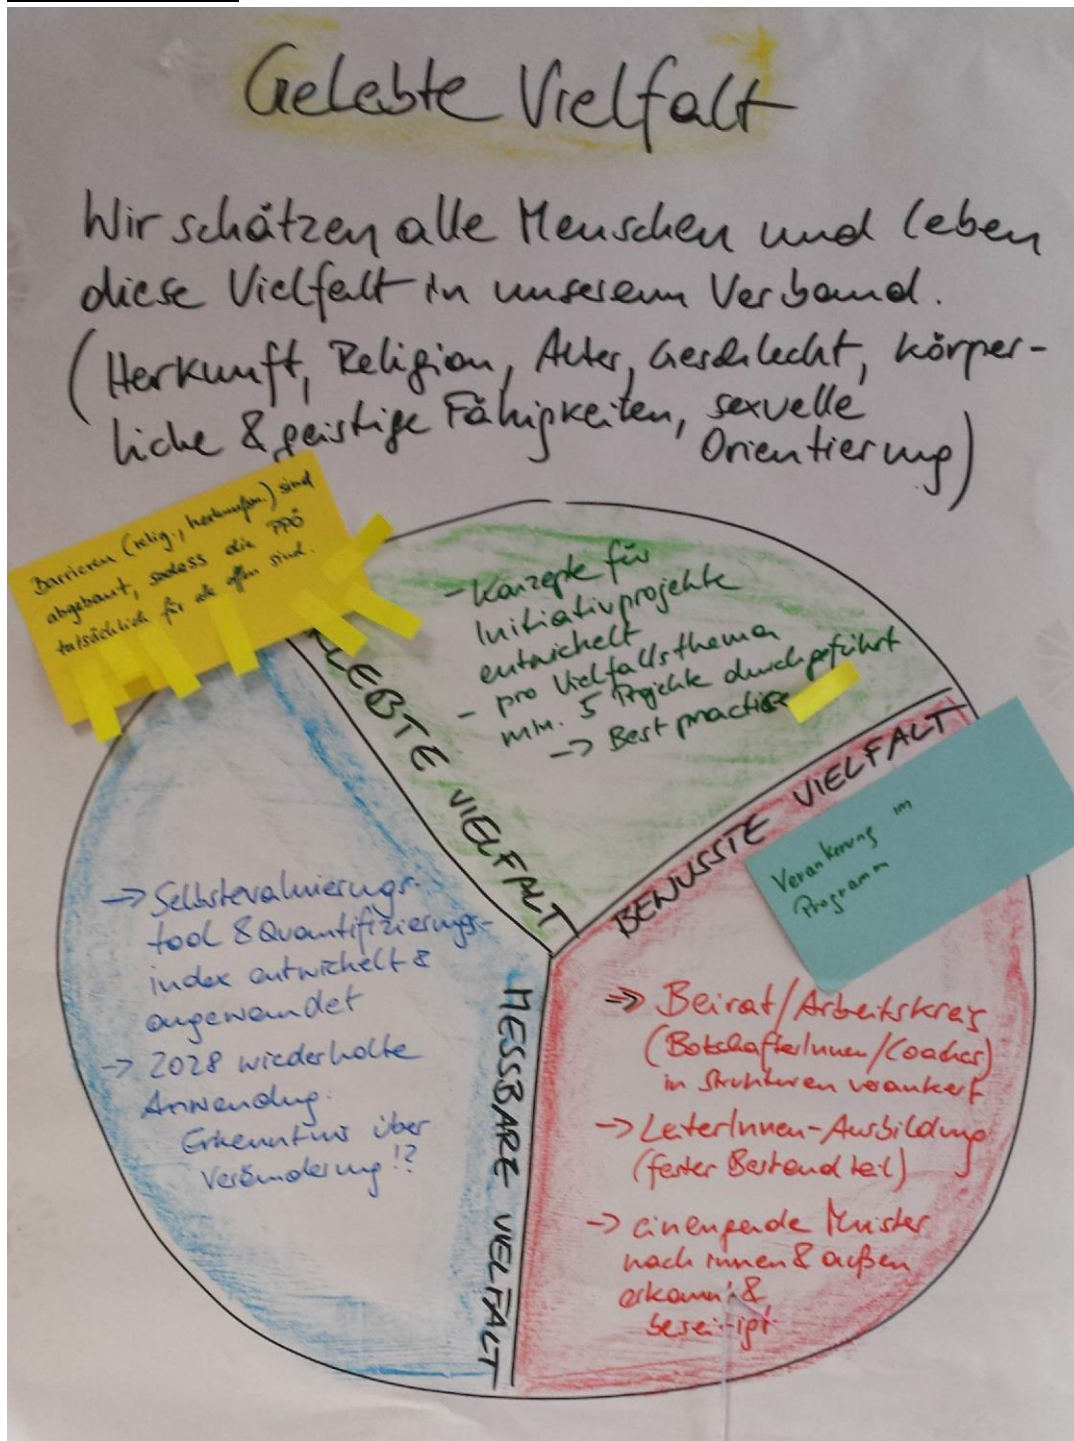 Gelebte Vielfalt
Wir schätzen alle Menschen und leben
diese Vielfalt in unserem Verband.
(Herkunft, Religion, Alter, Geschlecht, körper-
liche & geistige Fähigkeiten, sexuelle
Orientierung)
Barrieren (relig., herkunftsm.) sind
abgebaut, sodass die PPÖ
tatsächlich für alle offen sind.
- Konzepte für
Initiativprojekte
entwickelt
- pro Vielfaltsthema
min. 5 Projekte durchgeführt
-> Best practise
LEBTE VIELFALT
BEWUSSTE VIELFALT
Verankerung im
Programm
-> Selbstevaluierungs-
tool & Quantifizierungs-
index entwickelt &
angewendet
-> 2028 wiederholte
Anwendung.
Erkenntnis über
Veränderung!?
MESSBARE VIELFALT
=> Beirat/Arbeitskreis
(BotschafterInnen/Coaches)
in Strukturen verankert
-> LeiterInnen-Ausbildung
(fester Bestandteil)
-> einengende Muster
nach innen & außen
erkannt &
beseitigt